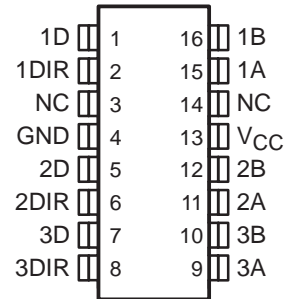 1D 1 16 1B
1DIR 2 15 1A
NC 3 14 NC
GND 4 13 VCC
2D 5 12 2B
2DIR 6 11 2A
3D 7 10 3B
3DIR 8 9 3A